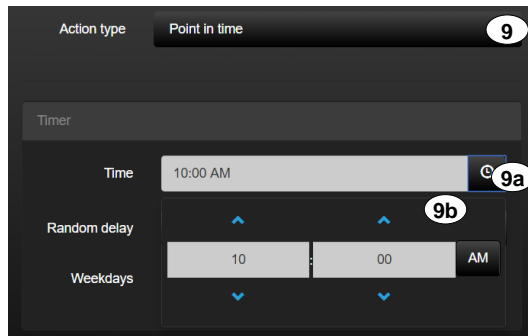 Action type Point in time 9
Timer
Time 10:00 AM 9a
9b
Random delay
10 : 00 AM
Weekdays